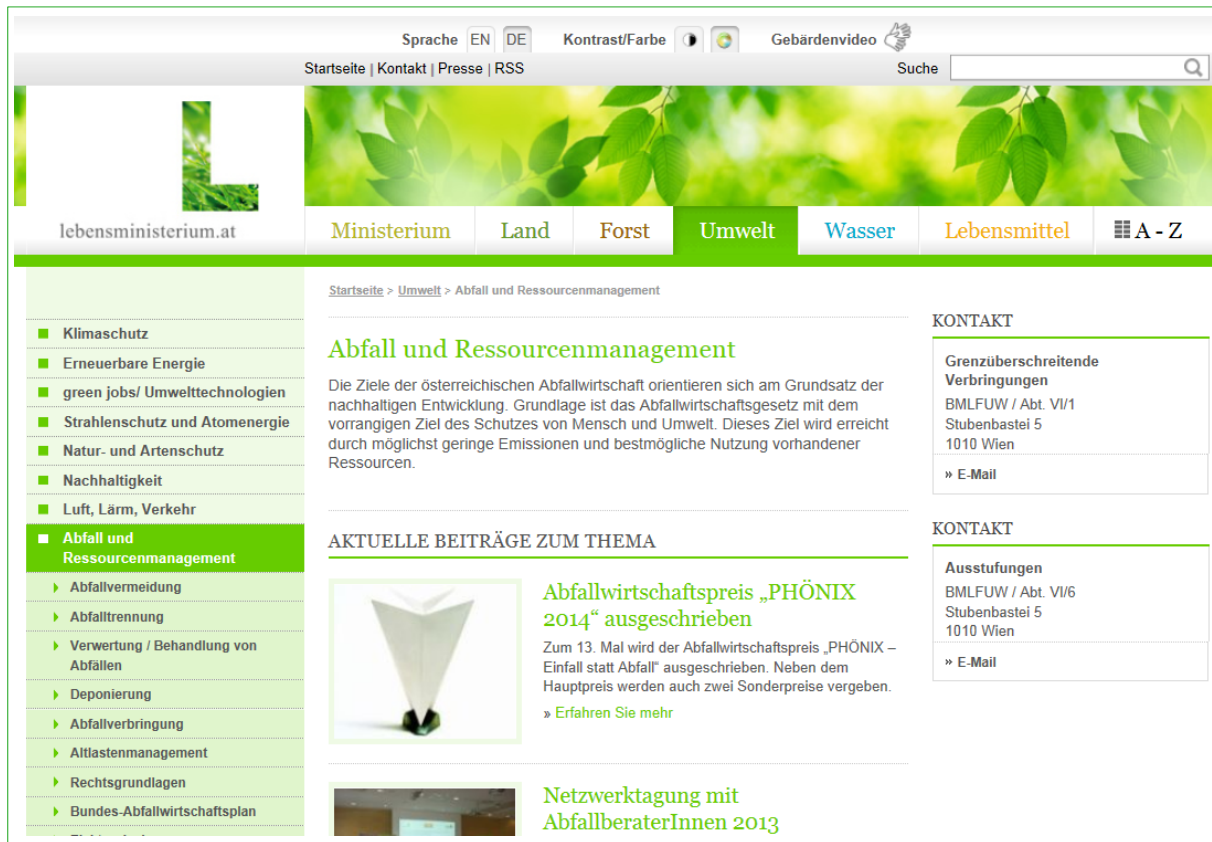 Sprache EN DE Kontrast/Farbe Gebärdenvideo
Startseite | Kontakt | Presse | RSS
Suche
lebensministerium.at
Ministerium Land Forst Umwelt Wasser Lebensmittel A - Z
Klimaschutz
Erneuerbare Energie
green jobs/ Umwelttechnologien
Strahlenschutz und Atomenergie
Natur- und Artenschutz
Nachhaltigkeit
Luft, Lärm, Verkehr
Abfall und
Ressourcenmanagement
Abfallvermeidung
Abfalltrennung
Verwertung / Behandlung von
Abfällen
Deponierung
Abfallverbringung
Altlastenmanagement
Rechtsgrundlagen
Bundes-Abfallwirtschaftsplan
Startseite > Umwelt > Abfall und Ressourcenmanagement
Abfall und Ressourcenmanagement
Die Ziele der österreichischen Abfallwirtschaft orientieren sich am Grundsatz der
nachhaltigen Entwicklung. Grundlage ist das Abfallwirtschaftsgesetz mit dem
vorrangigen Ziel des Schutzes von Mensch und Umwelt. Dieses Ziel wird erreicht
durch möglichst geringe Emissionen und bestmögliche Nutzung vorhandener
Ressourcen.
AKTUELLE BEITRÄGE ZUM THEMA
Abfallwirtschaftspreis „PHÖNIX
2014“ ausgeschrieben
Zum 13. Mal wird der Abfallwirtschaftspreis „PHÖNIX –
Einfall statt Abfall“ ausgeschrieben. Neben dem
Hauptpreis werden auch zwei Sonderpreise vergeben.
» Erfahren Sie mehr
Netzwerktagung mit
AbfallberaterInnen 2013
KONTAKT
Grenzüberschreitende
Verbringungen
BMLFUW / Abt. VI/1
Stubenbastei 5
1010 Wien
» E-Mail
KONTAKT
Ausstufungen
BMLFUW / Abt. VI/6
Stubenbastei 5
1010 Wien
» E-Mail